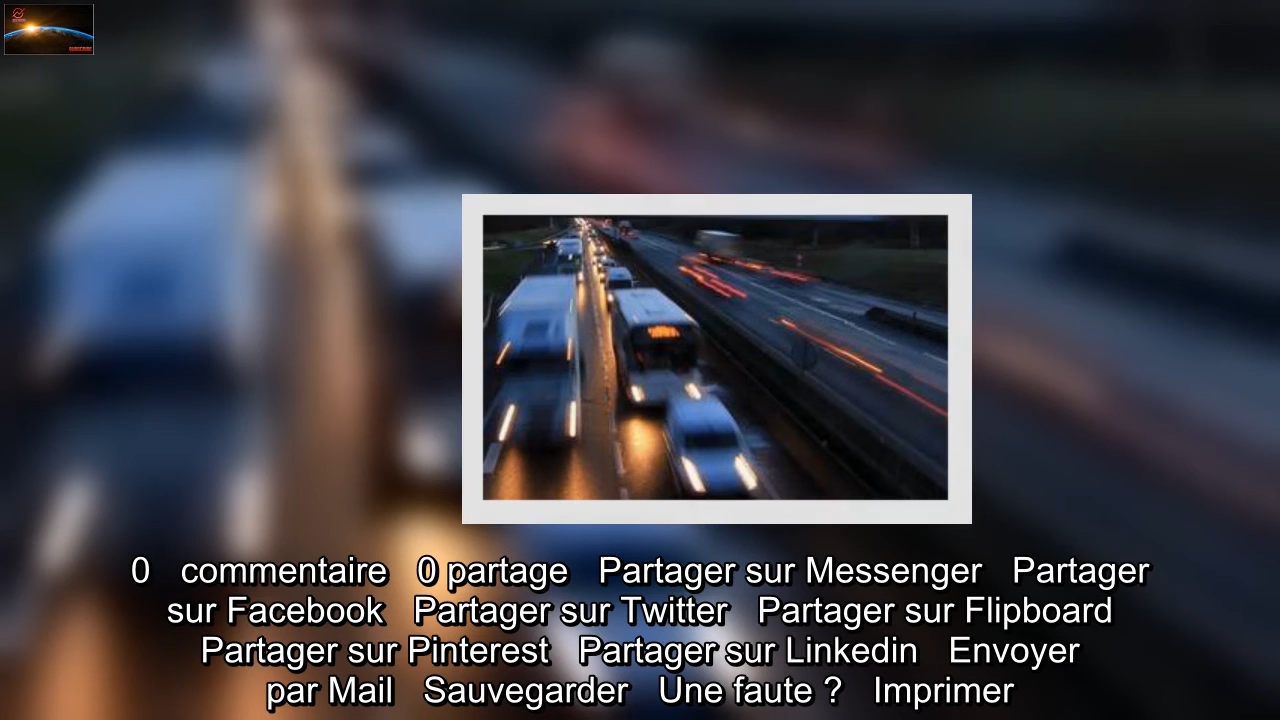 0 commentaire 0 partage Partager sur Messenger Partager
sur Facebook Partager sur Twitter Partager sur Flipboard
Partager sur Pinterest Partager sur Linkedin Envoyer
par Mail Sauvegarder Une faute ? Imprimer